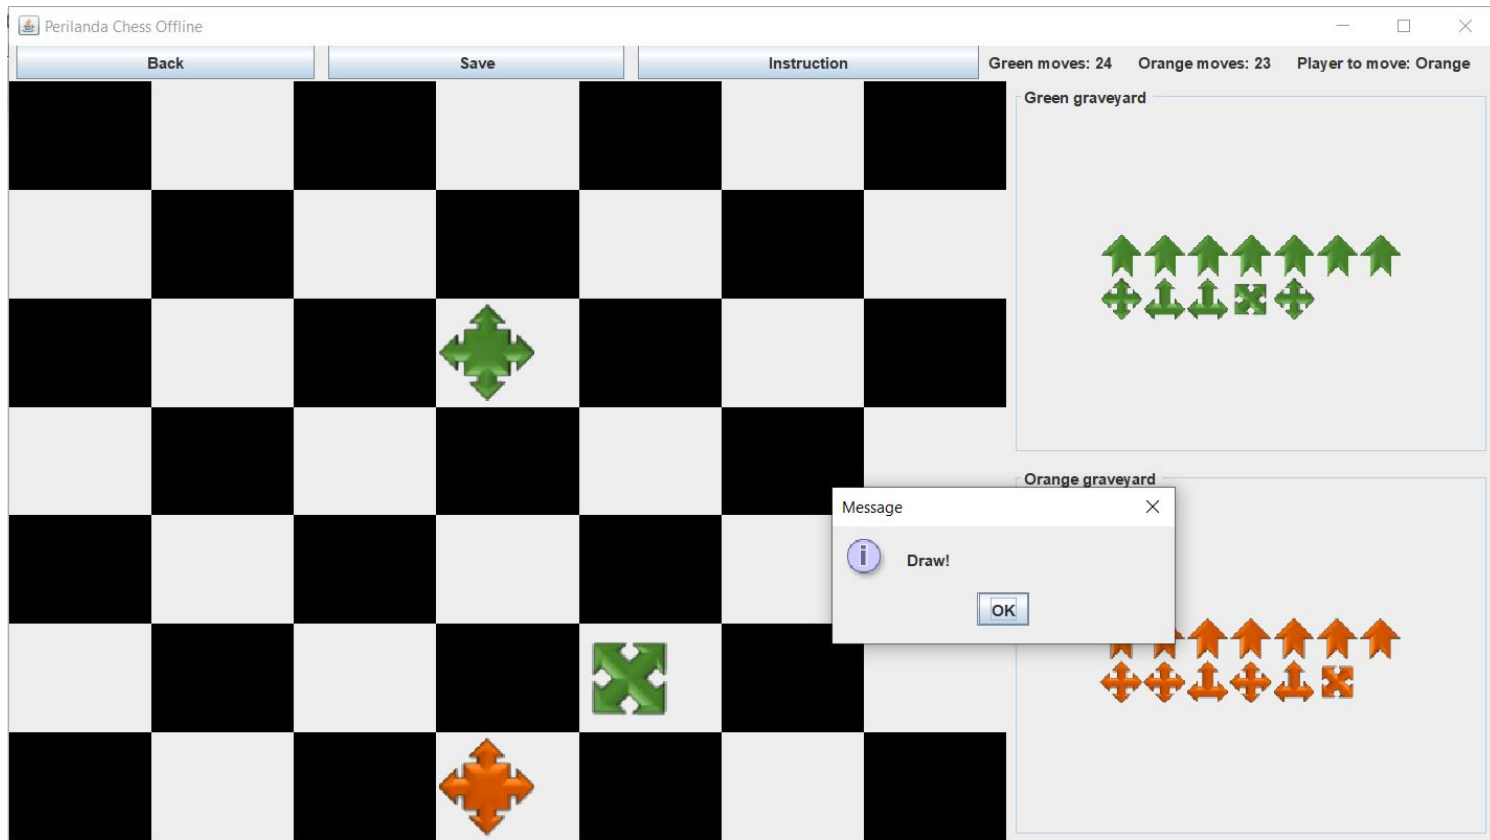 Perilanda Chess Offline
Back Save Instruction Green moves: 24 Orange moves: 23 Player to move: Orange
Green graveyard
Orange graveyard
Message
Draw!
OK